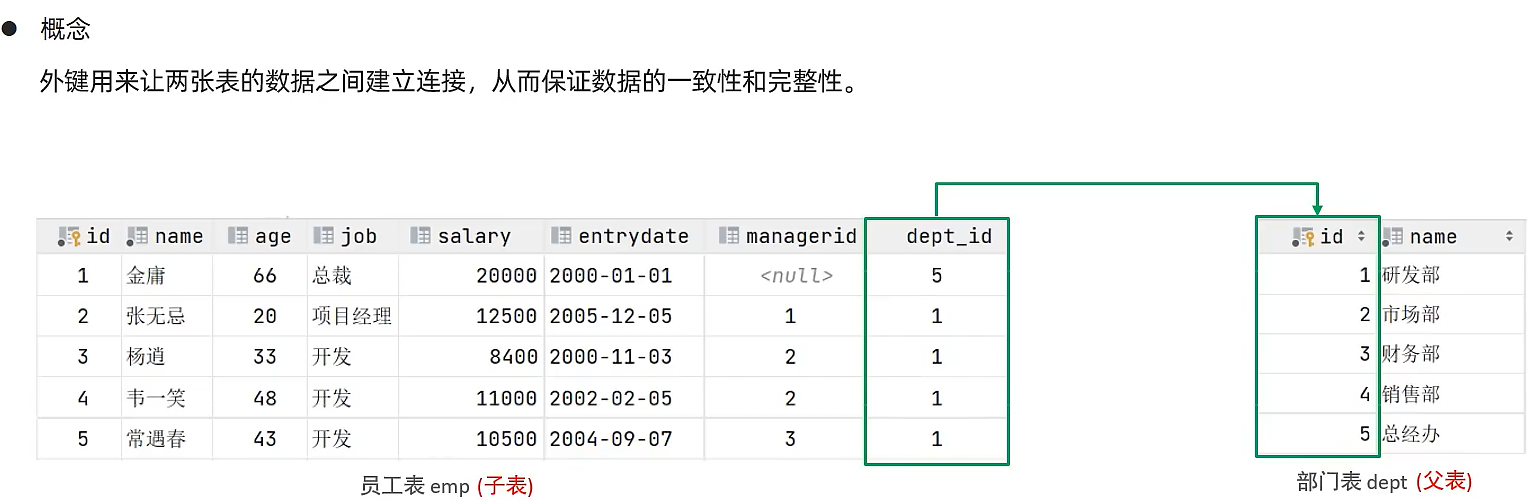 ● 概念
外键用来让两张表的数据之间建立连接，从而保证数据的一致性和完整性。
id name age job salary entrydate managerid dept_id
1 金庸 66 总裁 20000 2000-01-01 <null> 5
2 张无忌 20 项目经理 12500 2005-12-05 1 1
3 杨逍 33 开发 8400 2000-11-03 2 1
4 韦一笑 48 开发 11000 2002-02-05 2 1
5 常遇春 43 开发 10500 2004-09-07 3 1
员工表 emp (子表)
id name
1 研发部
2 市场部
3 财务部
4 销售部
5 总经办
部门表 dept (父表)